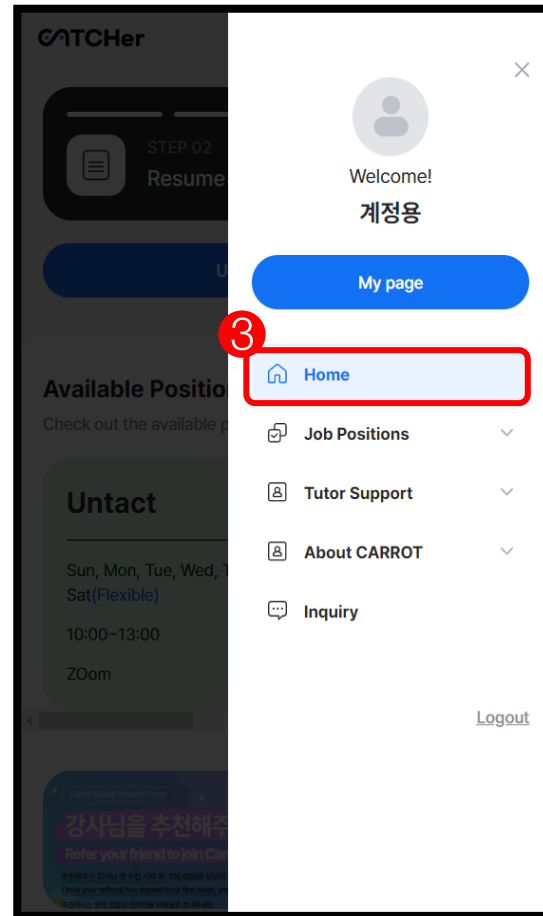 CATCHer
STEP 02
Resume
U
Available Positio
Check out the available p
Untact
Sun, Mon, Tue, Wed, T
Sat(Flexible)
10:00~13:00
ZOom
강사님을 추천해주
Refer your friend to join Car
Welcome!
계정용
My page
3
Home
Job Positions
Tutor Support
About CARROT
Inquiry
Logout